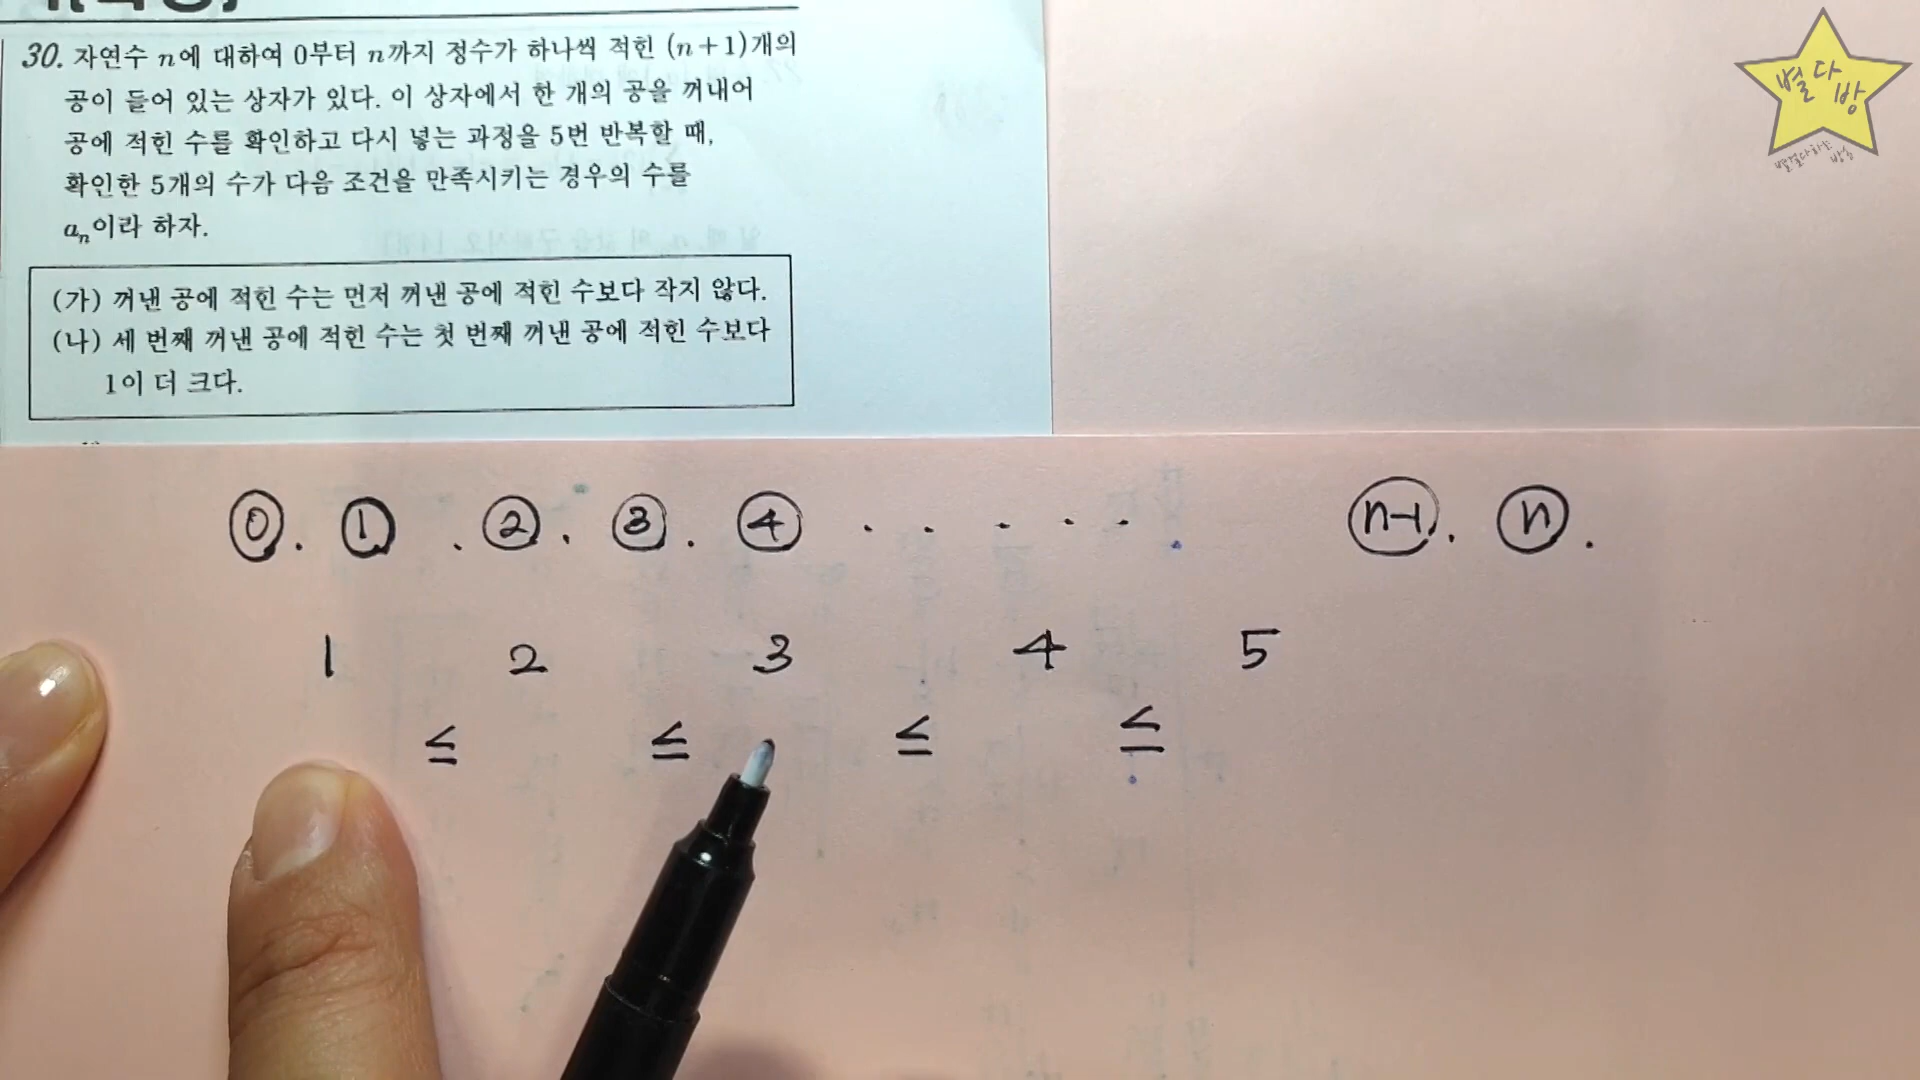 30. 자연수 n에 대하여 0부터 n까지 정수가 하나씩 적힌 (n+1)개의
공이 들어 있는 상자가 있다. 이 상자에서 한 개의 공을 꺼내어
공에 적힌 수를 확인하고 다시 넣는 과정을 5번 반복할 때,
확인한 5개의 수가 다음 조건을 만족시키는 경우의 수를
aₙ이라 하자.
(가) 꺼낸 공에 적힌 수는 먼저 꺼낸 공에 적힌 수보다 작지 않다.
(나) 세 번째 꺼낸 공에 적힌 수는 첫 번째 꺼낸 공에 적힌 수보다
1이 더 크다.
별다방
별걸다하는
방송
⓪. ① . ②. ③. ④ . . . . . (n-1). (n).
1 2 3 4 5
≤ ≤ ≤ ≤